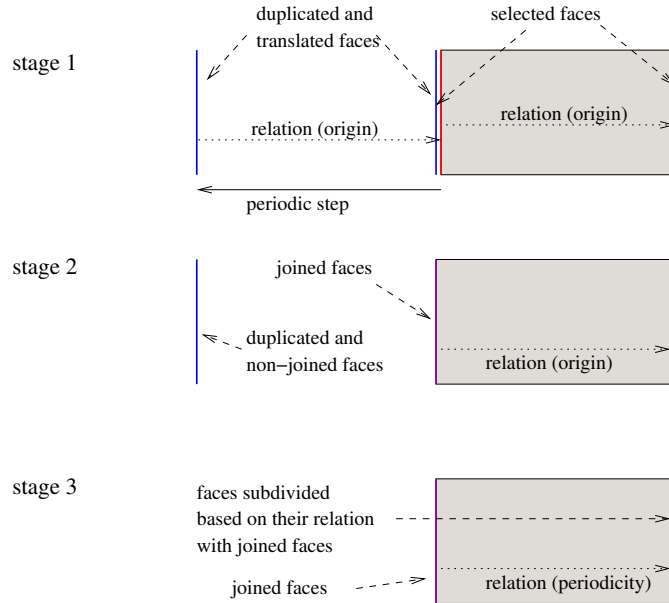 duplicated and
translated faces
selected faces
stage 1
relation (origin)
relation (origin)
periodic step
stage 2
joined faces
duplicated and
non−joined faces
relation (origin)
stage 3
faces subdivided
based on their relation
with joined faces
joined faces
relation (periodicity)